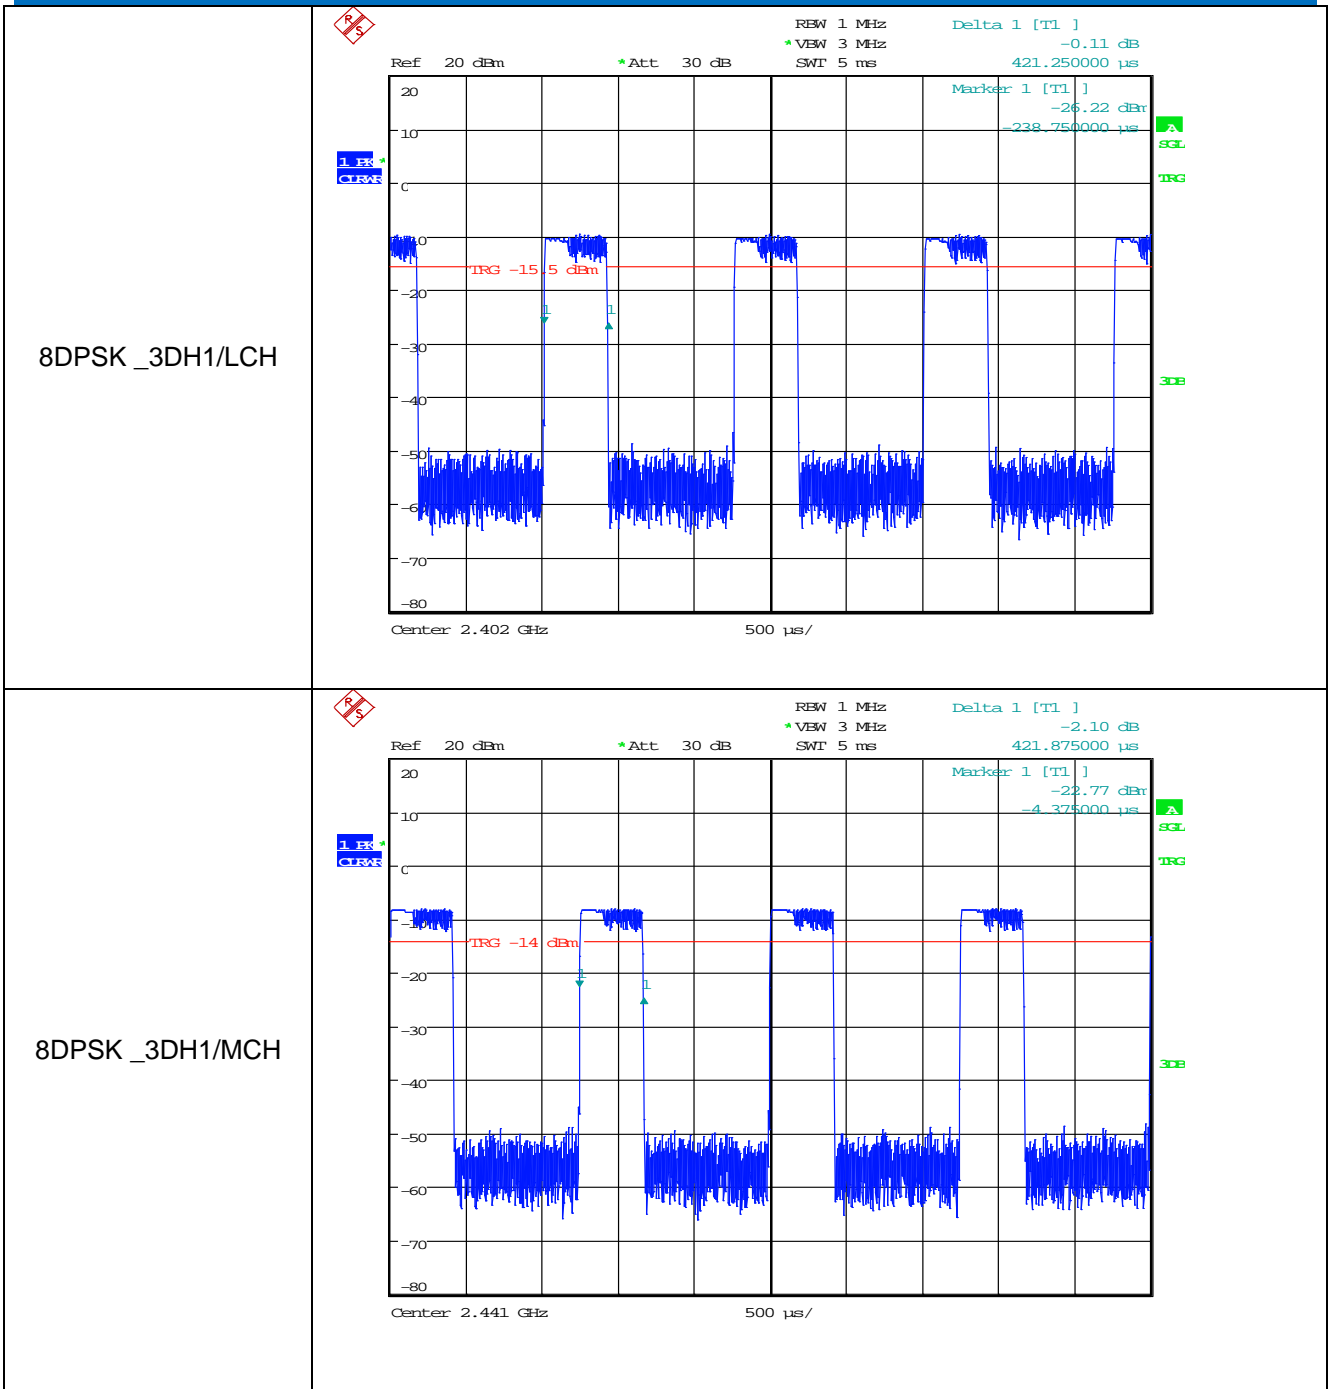 8DPSK _3DH1/LCH
R S
RBW 1 MHz
*VBW 3 MHz
SWT 5 ms
Delta 1 [T1 ]
-0.11 dB
421.250000 µs
Ref 20 dBm
*Att 30 dB
Marker 1 [T1 ]
-26.22 dBm
-238.750000 µs
A
SGL
TRG
1 PK *
CLRWR
3DB
20
10
0
-10
TRG -15.5 dBm
-20
1
1
-30
-40
-50
-60
-70
-80
Center 2.402 GHz
500 µs/
8DPSK _3DH1/MCH
R S
RBW 1 MHz
*VBW 3 MHz
SWT 5 ms
Delta 1 [T1 ]
-2.10 dB
421.875000 µs
Ref 20 dBm
*Att 30 dB
Marker 1 [T1 ]
-22.77 dBm
-4.375000 µs
A
SGL
TRG
1 PK *
CLRWR
3DB
20
10
0
-10
TRG -14 dBm
-20
1
1
-30
-40
-50
-60
-70
-80
Center 2.441 GHz
500 µs/